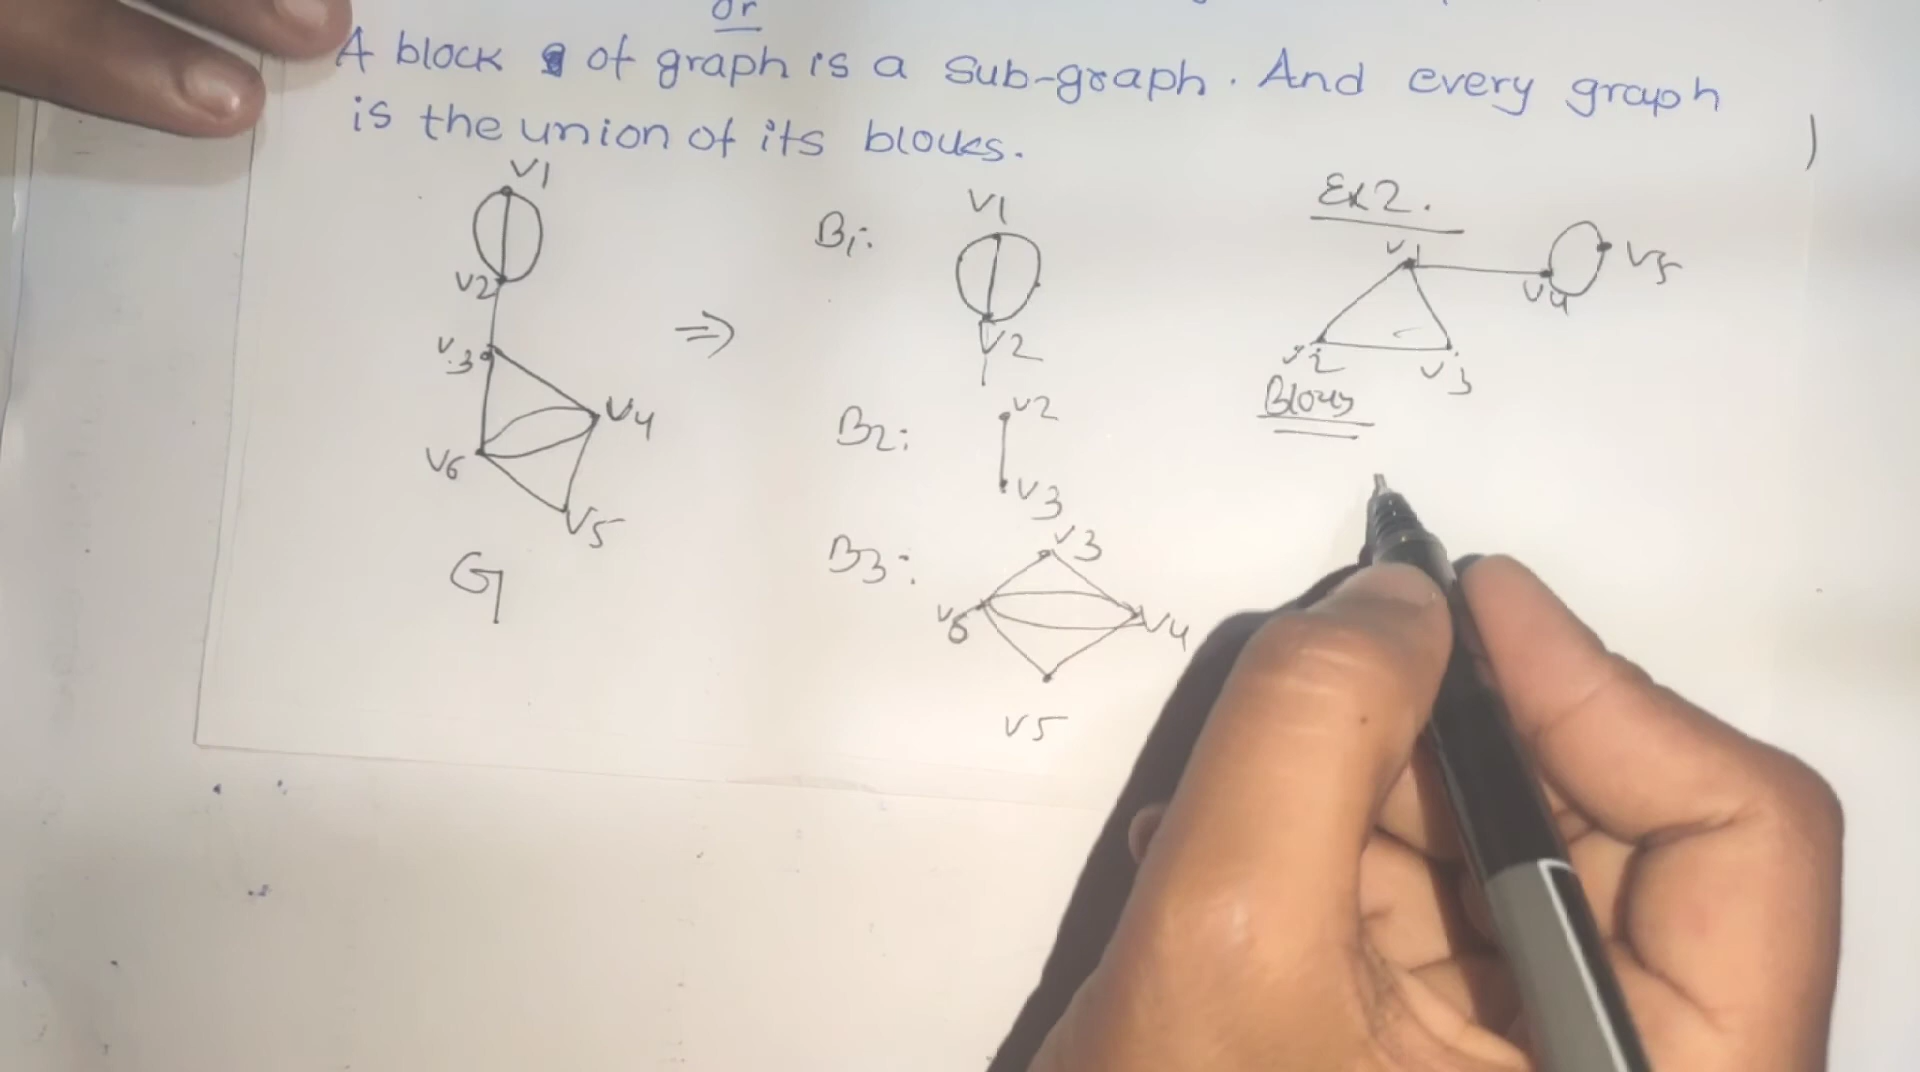 or
A block of graph is a sub-graph. And every graph
is the union of its blocks.
V1
V2
V3
V4
V6
V5
G
B1:
V1
V2
B2:
V2
V3
B3:
V3
V6
V4
V5
Ex2.
V1
V5
V4
V2
V3
Blocks